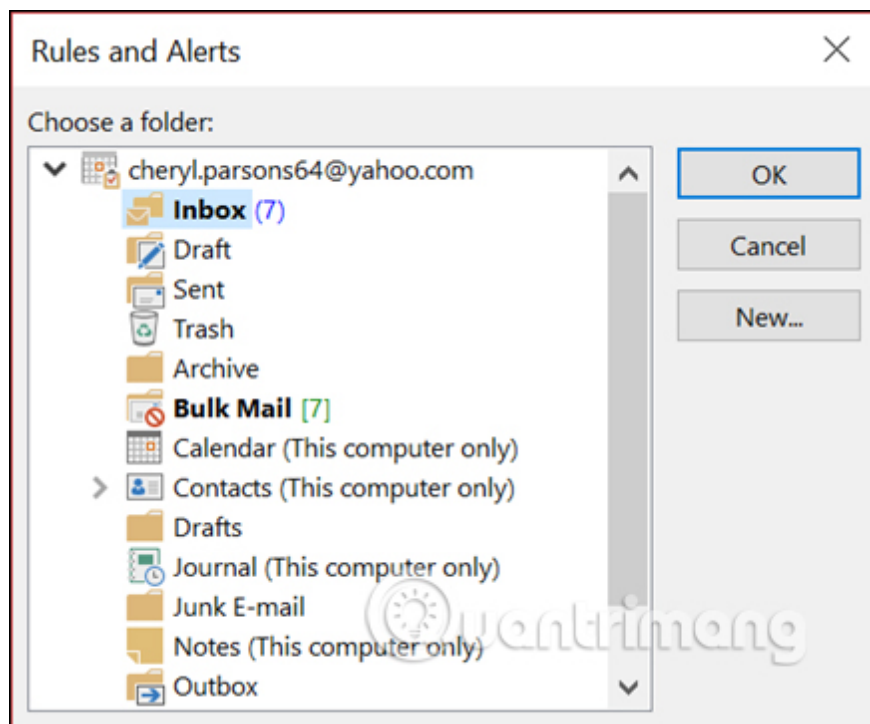 Rules and Alerts
Choose a folder:
cheryl.parsons64@yahoo.com
Inbox (7)
Draft
Sent
Trash
Archive
Bulk Mail [7]
Calendar (This computer only)
Contacts (This computer only)
Drafts
Journal (This computer only)
Junk E-mail
Notes (This computer only)
Outbox
OK
Cancel
New...
Quantrimang